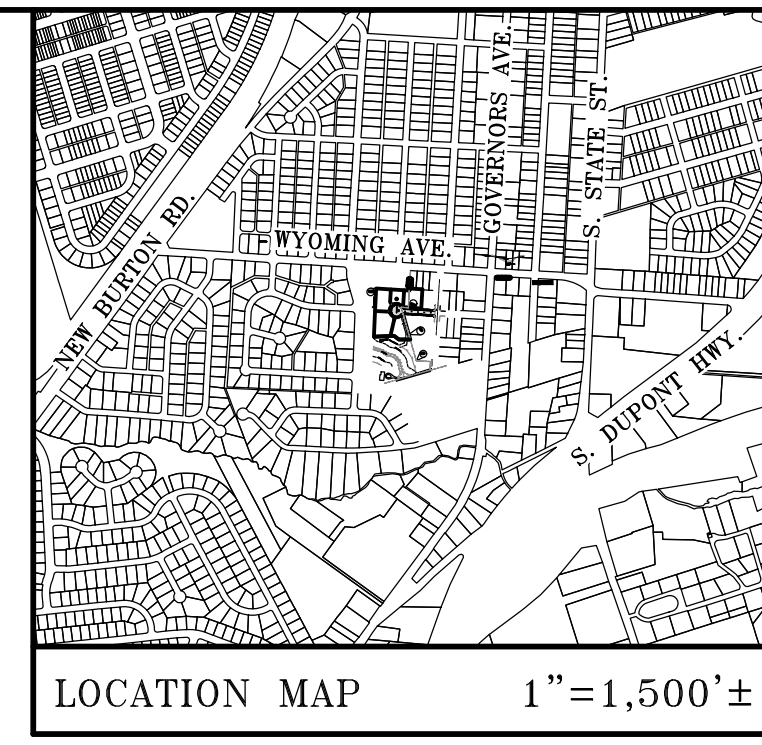 GOVERNORS AVE.
S. STATE ST.
WYOMING AVE.
NEW BURTON RD.
S. DUPONT HWY.
LOCATION MAP 1"=1,500'±